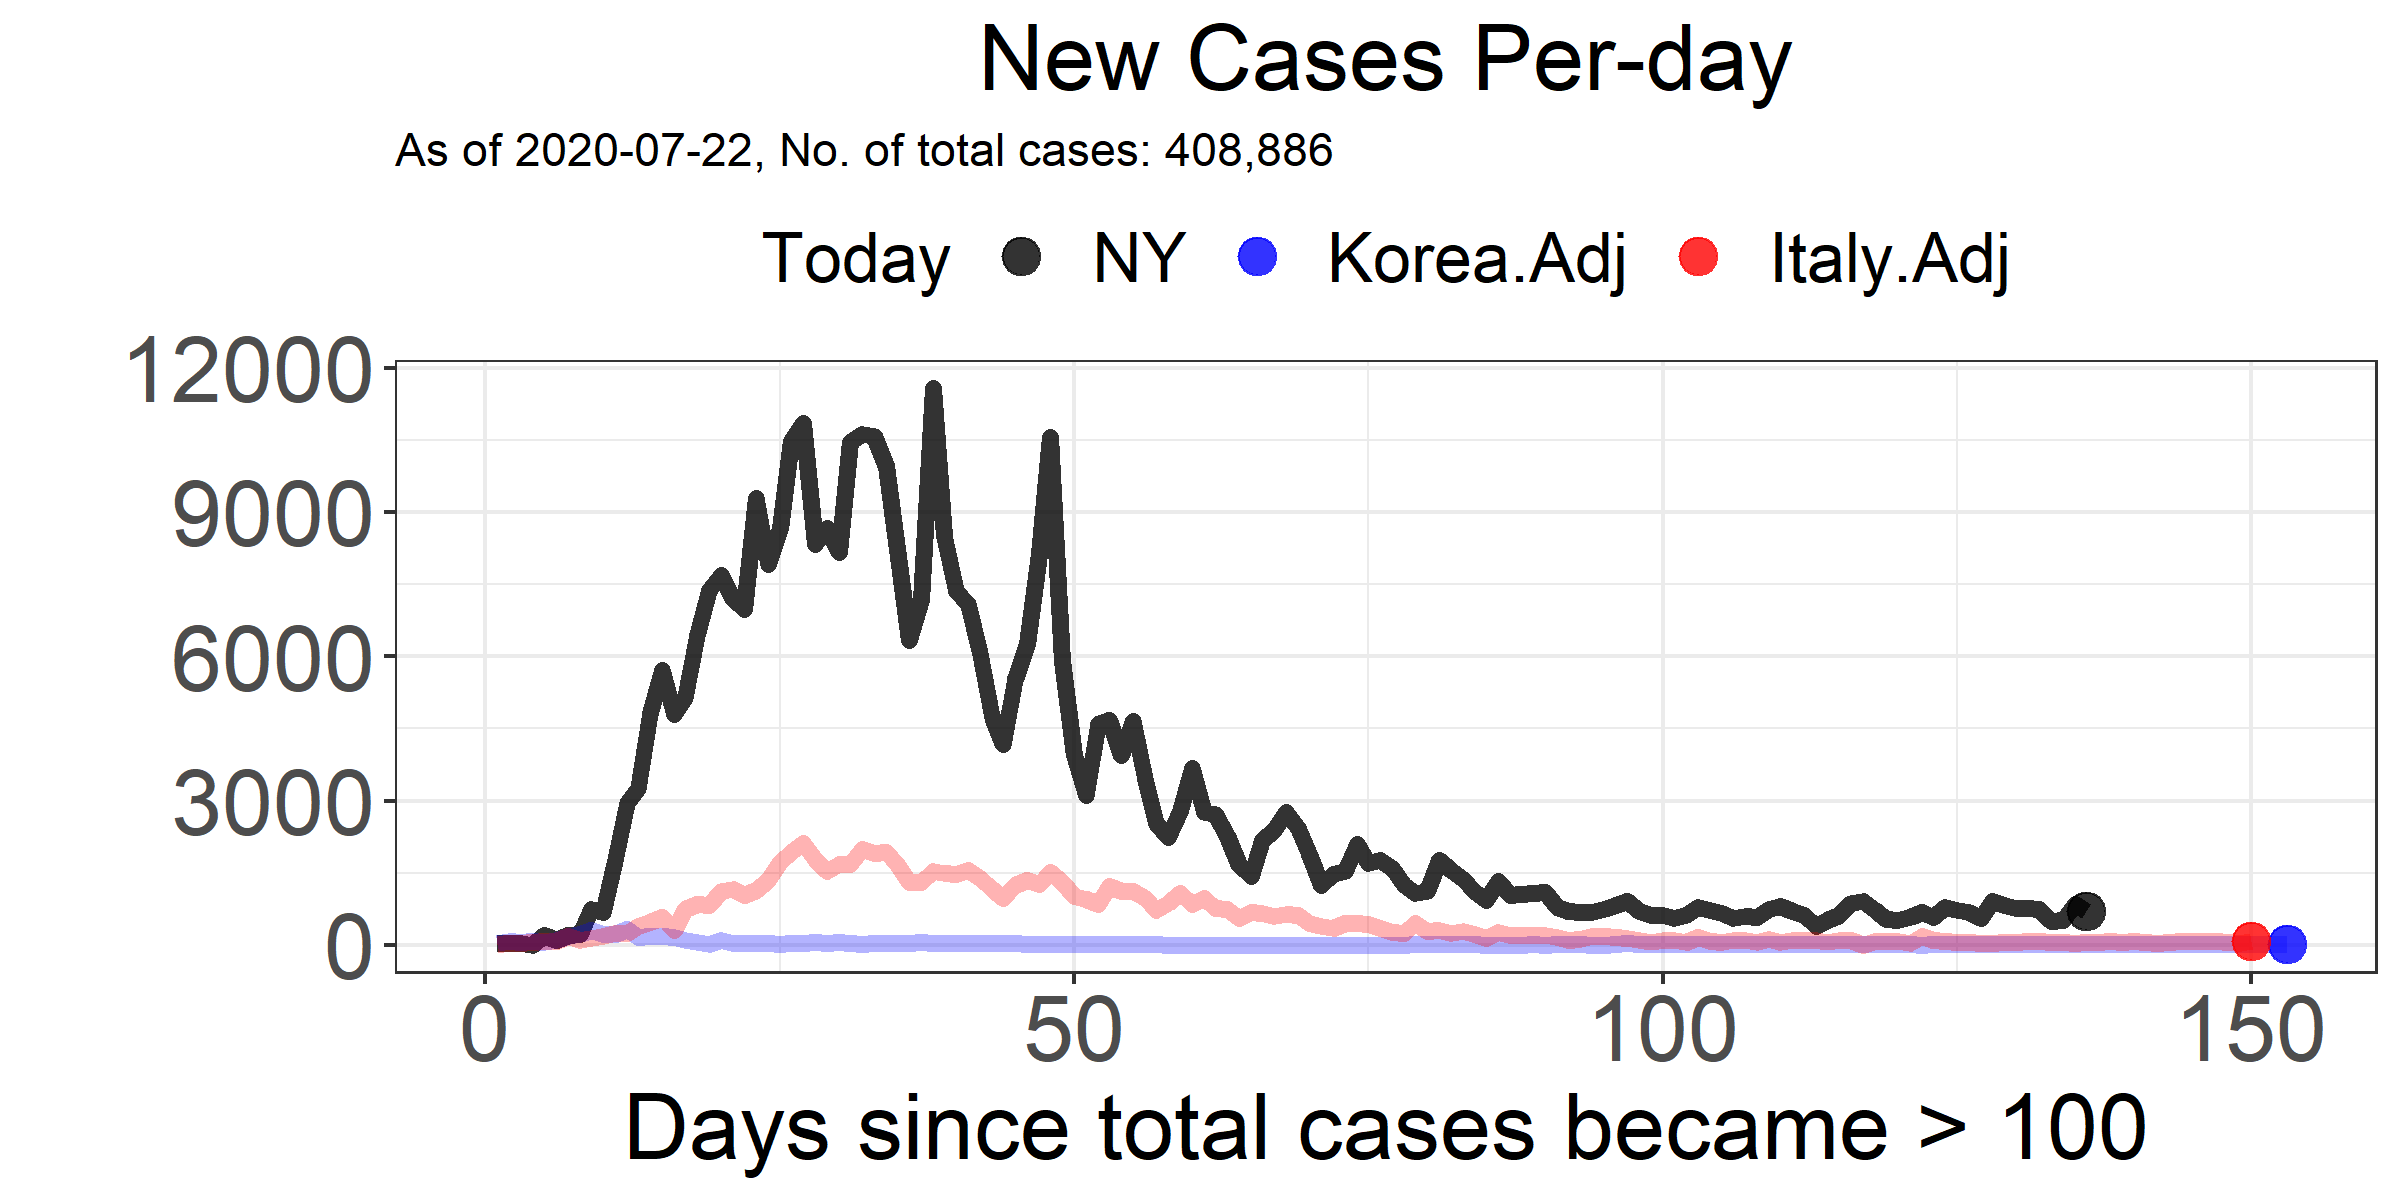 New Cases Per-day
As of 2020-07-22, No. of total cases: 408,886
Today NY Korea.Adj Italy.Adj
12000
9000
6000
3000
0
0 50 100 150
Days since total cases became > 100